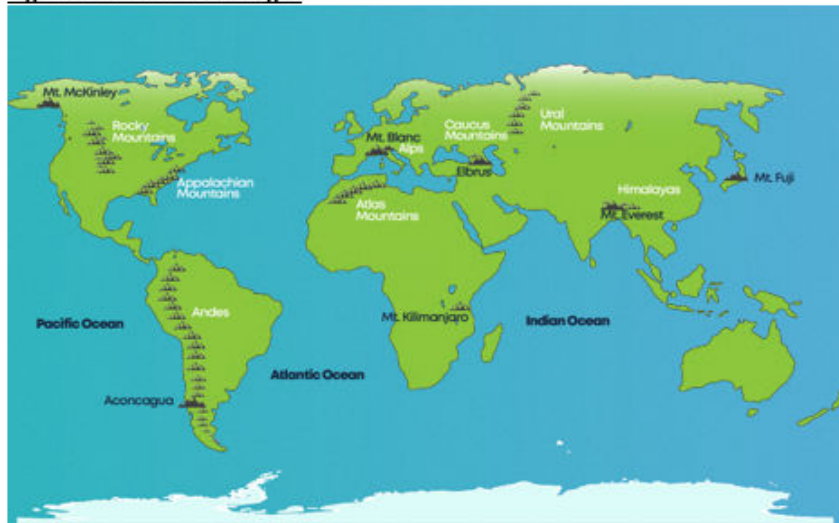 Mt. McKinley
Rocky
Mountains
Appalachian
Mountains
Mt. Blanc
Alps
Caucus
Mountains
Elbrus
Ural
Mountains
Atlas
Mountains
Himalayas
Mt. Everest
Mt. Fuji
Andes
Pacific Ocean
Mt. Kilimanjaro
Indian Ocean
Atlantic Ocean
Aconcagua